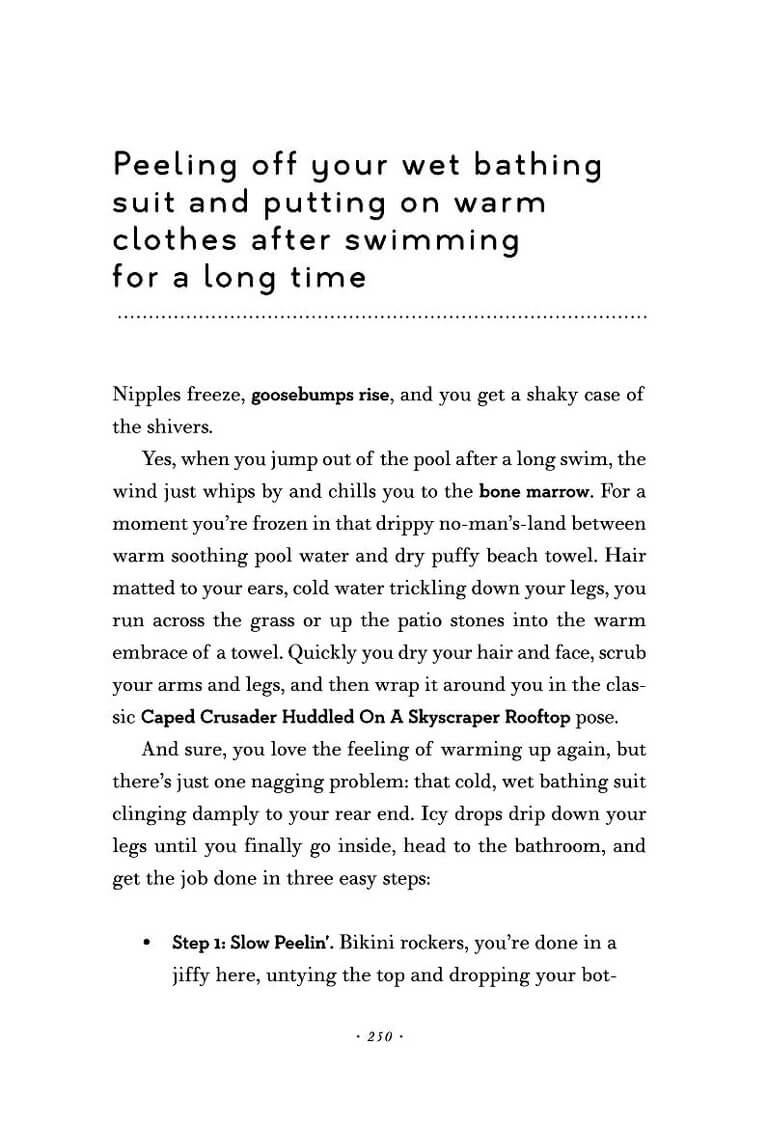 Peeling off your wet bathing
suit and putting on warm
clothes after swimming
for a long time
Nipples freeze, goosebumps rise, and you get a shaky case of
the shivers.
Yes, when you jump out of the pool after a long swim, the
wind just whips by and chills you to the bone marrow. For a
moment you’re frozen in that drippy no-man’s-land between
warm soothing pool water and dry puffy beach towel. Hair
matted to your ears, cold water trickling down your legs, you
run across the grass or up the patio stones into the warm
embrace of a towel. Quickly you dry your hair and face, scrub
your arms and legs, and then wrap it around you in the clas-
sic Caped Crusader Huddled On A Skyscraper Rooftop pose.
And sure, you love the feeling of warming up again, but
there’s just one nagging problem: that cold, wet bathing suit
clinging damply to your rear end. Icy drops drip down your
legs until you finally go inside, head to the bathroom, and
get the job done in three easy steps:
• Step 1: Slow Peelin’. Bikini rockers, you’re done in a
jiffy here, untying the top and dropping your bot-
· 250 ·